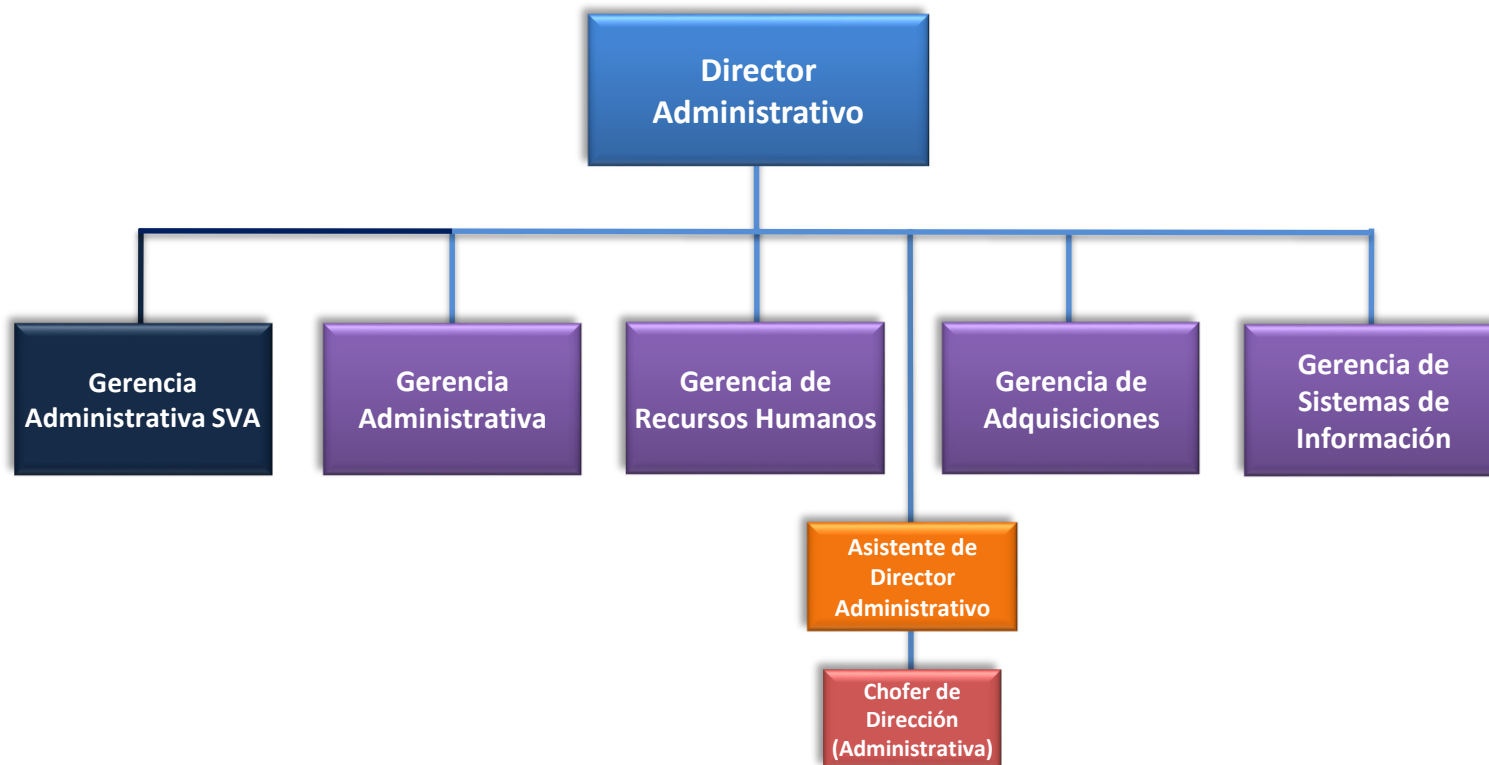 Director
Administrativo
Gerencia
Administrativa SVA
Gerencia
Administrativa
Gerencia de
Recursos Humanos
Gerencia de
Adquisiciones
Gerencia de
Sistemas de
Información
Asistente de
Director
Administrativo
Chofer de
Dirección
(Administrativa)